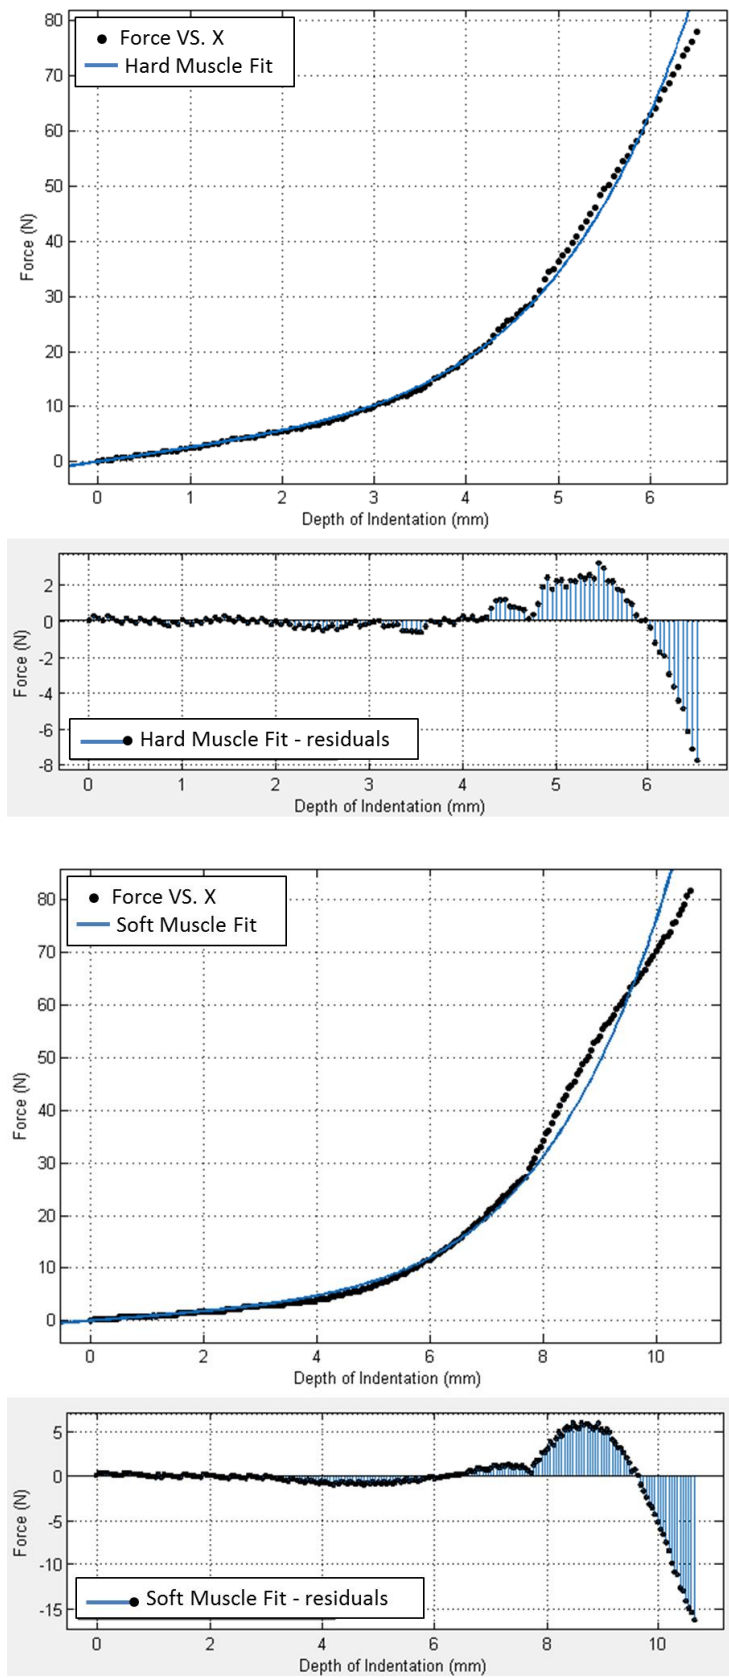 80
70
60
50
40
30
20
10
0
Force (N)
Force VS. X
Hard Muscle Fit
0 1 2 3 4 5 6
Depth of Indentation (mm)
2
0
-2
-4
-6
-8
Force (N)
Hard Muscle Fit - residuals
0 1 2 3 4 5 6
Depth of Indentation (mm)
80
70
60
50
40
30
20
10
0
Force (N)
Force VS. X
Soft Muscle Fit
0 2 4 6 8 10
Depth of Indentation (mm)
5
0
-5
-10
-15
Force (N)
Soft Muscle Fit - residuals
0 2 4 6 8 10
Depth of Indentation (mm)